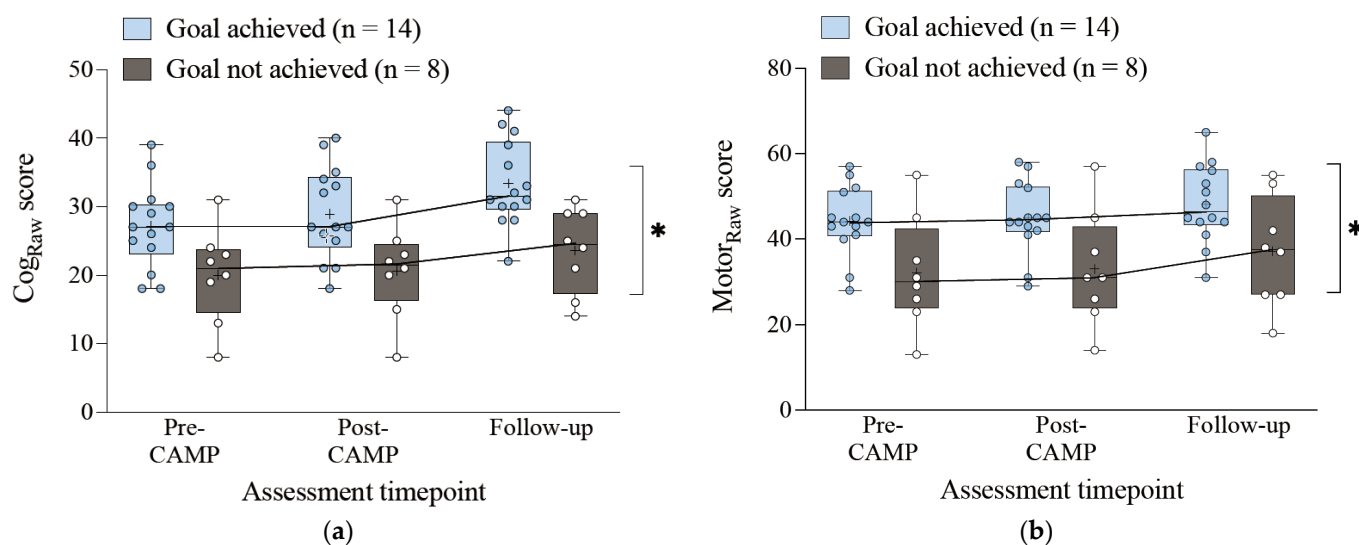 (a)
Goal achieved (n = 14)
Goal not achieved (n = 8)
50
40
30
20
10
0
CogRaw score
*
Pre-
CAMP
Post-
CAMP
Follow-up
Assessment timepoint
(a)
(b)
Goal achieved (n = 14)
Goal not achieved (n = 8)
80
60
40
20
0
MotorRaw score
*
Pre-
CAMP
Post-
CAMP
Follow-up
Assessment timepoint
(b)